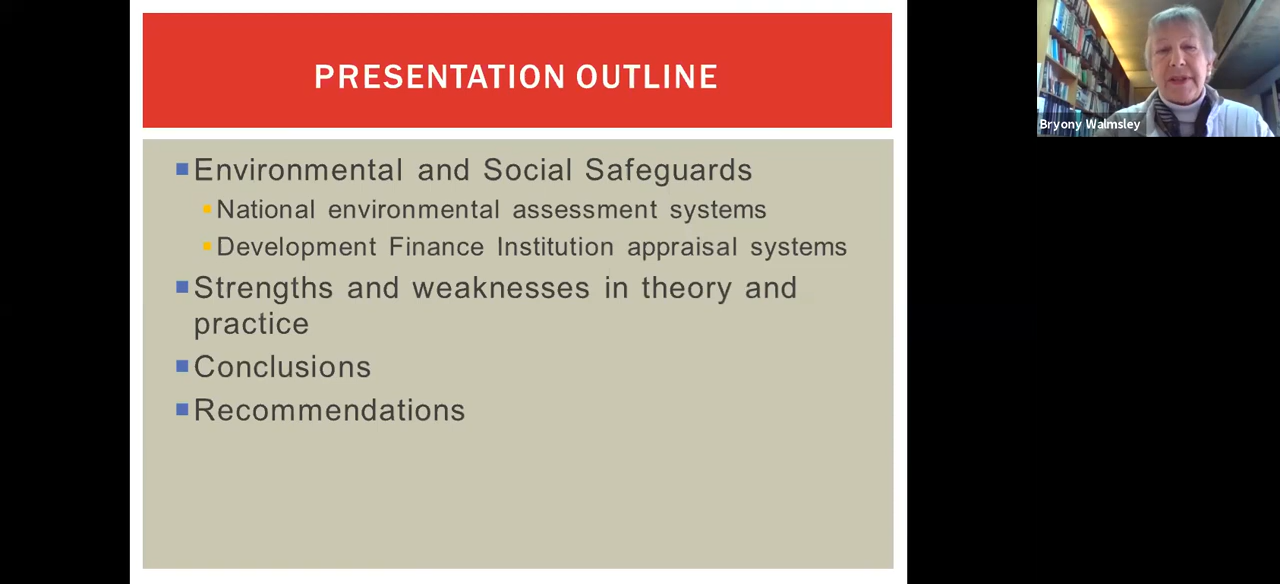 PRESENTATION OUTLINE
Environmental and Social Safeguards
National environmental assessment systems
Development Finance Institution appraisal systems
Strengths and weaknesses in theory and
practice
Conclusions
Recommendations
Bryony Walmsley